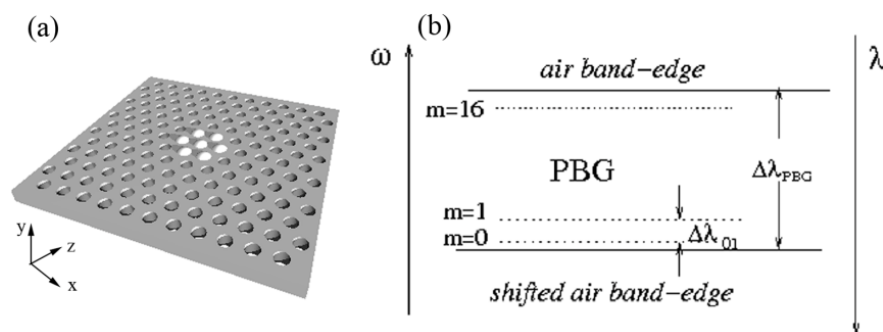 (a)
y
z
x
(b)
ω
λ
air band-edge
m=16
PBG
Δλ_PBG
m=1
m=0
Δλ_01
shifted air band-edge